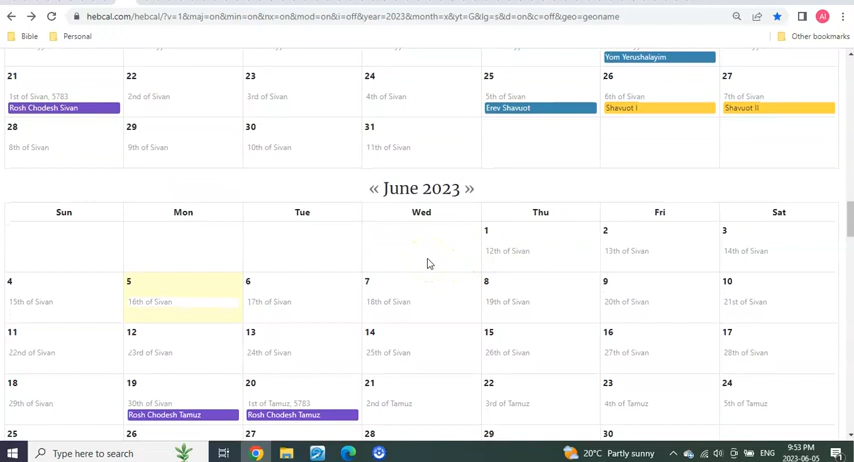 hebcal.com/hebcal/?v=1&maj=on&min=on&nx=on&mod=on&i=off&year=2023&month=x&yt=G&lg=s&d=on&c=off&geo=geoname
AI
Bible Personal Other bookmarks
Yom Yerushalayim
21 22 23 24 25 26 27
1st of Sivan, 5783 2nd of Sivan 3rd of Sivan 4th of Sivan 5th of Sivan 6th of Sivan 7th of Sivan
Rosh Chodesh Sivan Erev Shavuot Shavuot I Shavuot II
28 29 30 31
8th of Sivan 9th of Sivan 10th of Sivan 11th of Sivan
« June 2023 »
Sun Mon Tue Wed Thu Fri Sat
1 2 3
12th of Sivan 13th of Sivan 14th of Sivan
4 5 6 7 8 9 10
15th of Sivan 16th of Sivan 17th of Sivan 18th of Sivan 19th of Sivan 20th of Sivan 21st of Sivan
11 12 13 14 15 16 17
22nd of Sivan 23rd of Sivan 24th of Sivan 25th of Sivan 26th of Sivan 27th of Sivan 28th of Sivan
18 19 20 21 22 23 24
29th of Sivan 30th of Sivan 1st of Tamuz, 5783 2nd of Tamuz 3rd of Tamuz 4th of Tamuz 5th of Tamuz
Rosh Chodesh Tamuz Rosh Chodesh Tamuz
25 26 27 28 29 30
Type here to search 20°C Partly sunny ENG 9:53 PM
2023-06-05